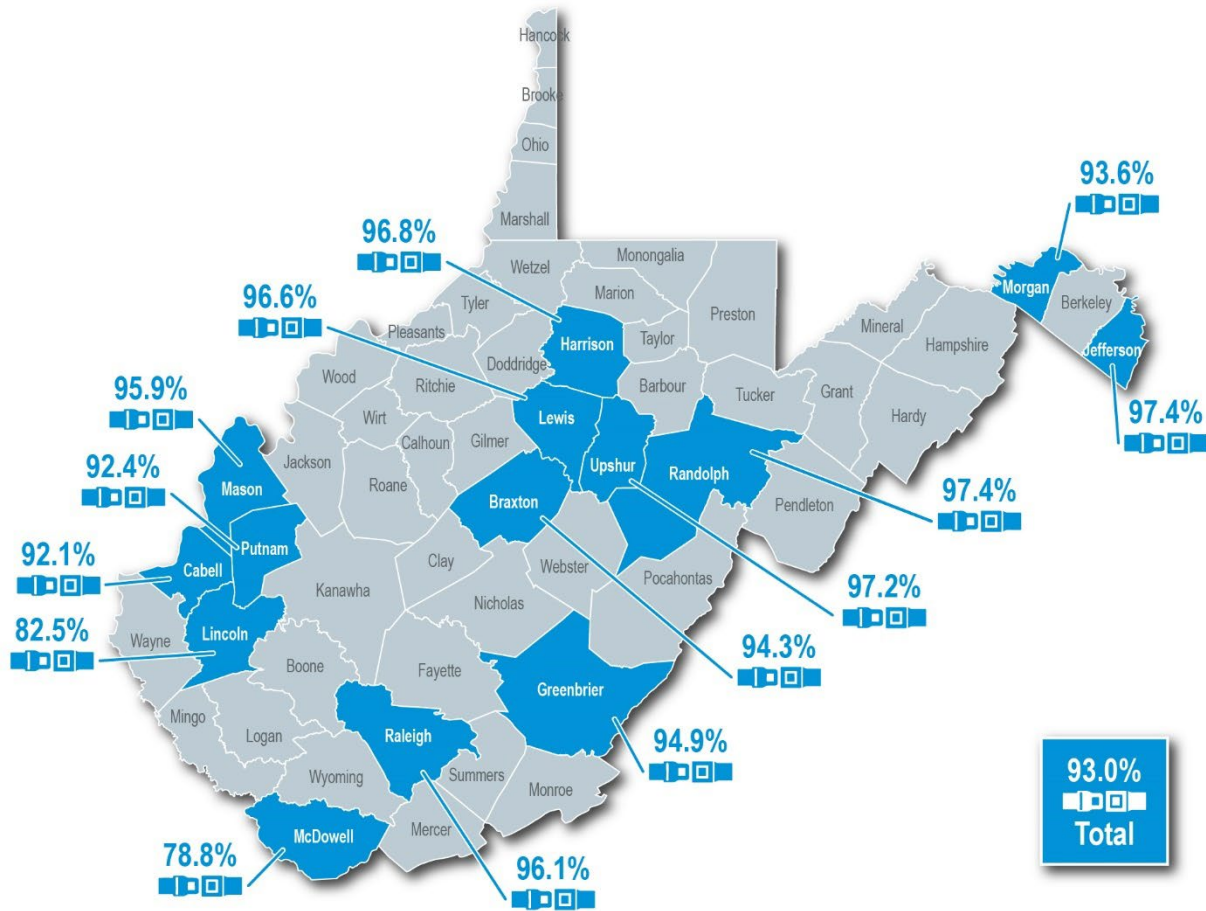 Hancock
Brooke
Ohio
Marshall
93.6%
96.8%
Wetzel
Monongalia
Marion
Morgan
Berkeley
Tyler
96.6%
Pleasants
Preston
Mineral
Harrison
Taylor
Hampshire
Jefferson
Doddridge
Wood
Ritchie
Barbour
Tucker
Grant
95.9%
Wirt
Lewis
Hardy
97.4%
Calhoun
Gilmer
Jackson
Upshur
Randolph
92.4%
Mason
Roane
Braxton
Pendleton
97.4%
Putnam
92.1%
Cabell
Clay
Webster
Pocahontas
Kanawha
97.2%
Nicholas
82.5%
Lincoln
Wayne
94.3%
Boone
Fayette
Greenbrier
Mingo
Logan
Raleigh
94.9%
Wyoming
Summers
Monroe
93.0%
Total
McDowell
Mercer
78.8%
96.1%